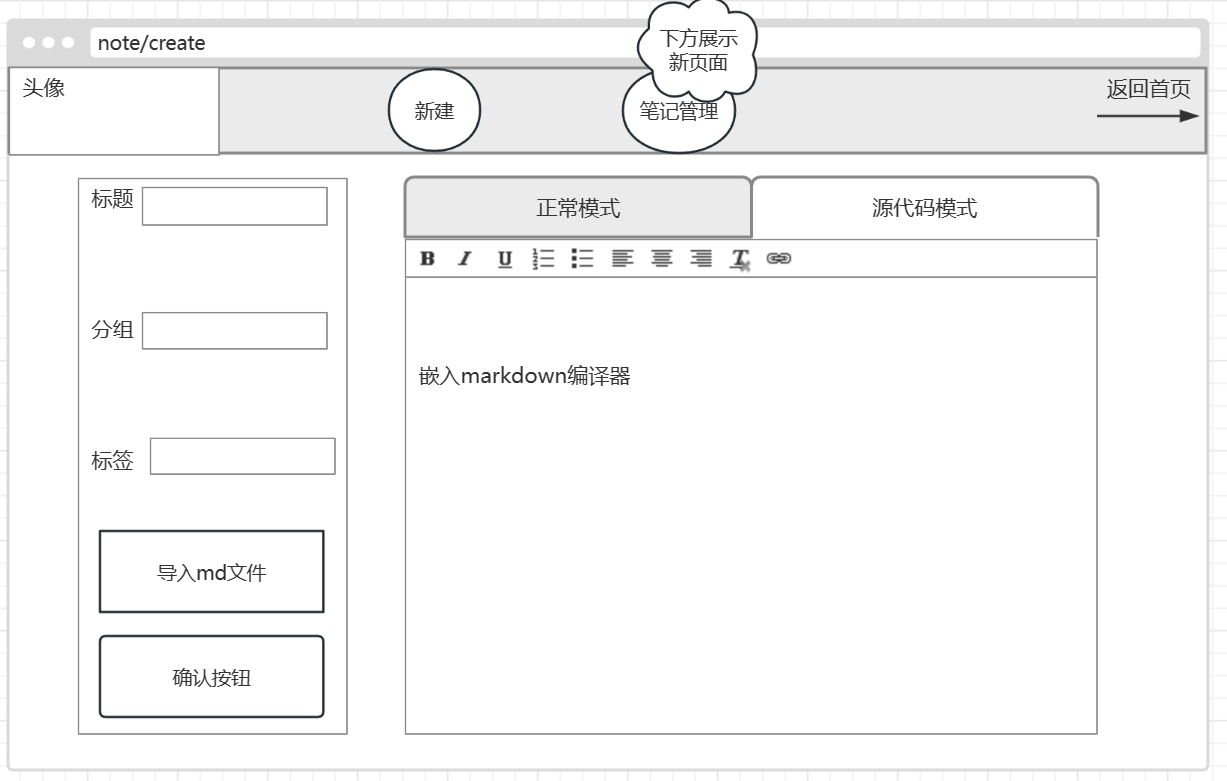 note/create
下方展示
新页面
头像
新建
笔记管理
返回首页
标题
分组
标签
导入md文件
确认按钮
正常模式
源代码模式
B I U
嵌入markdown编译器